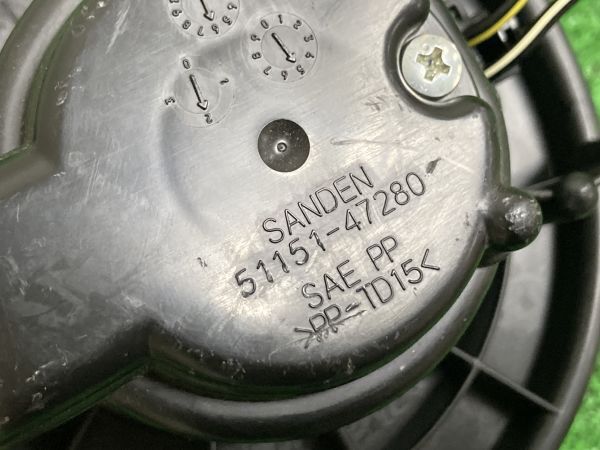 SANDEN
51151-47280
SAE PP
>PP-TD15<